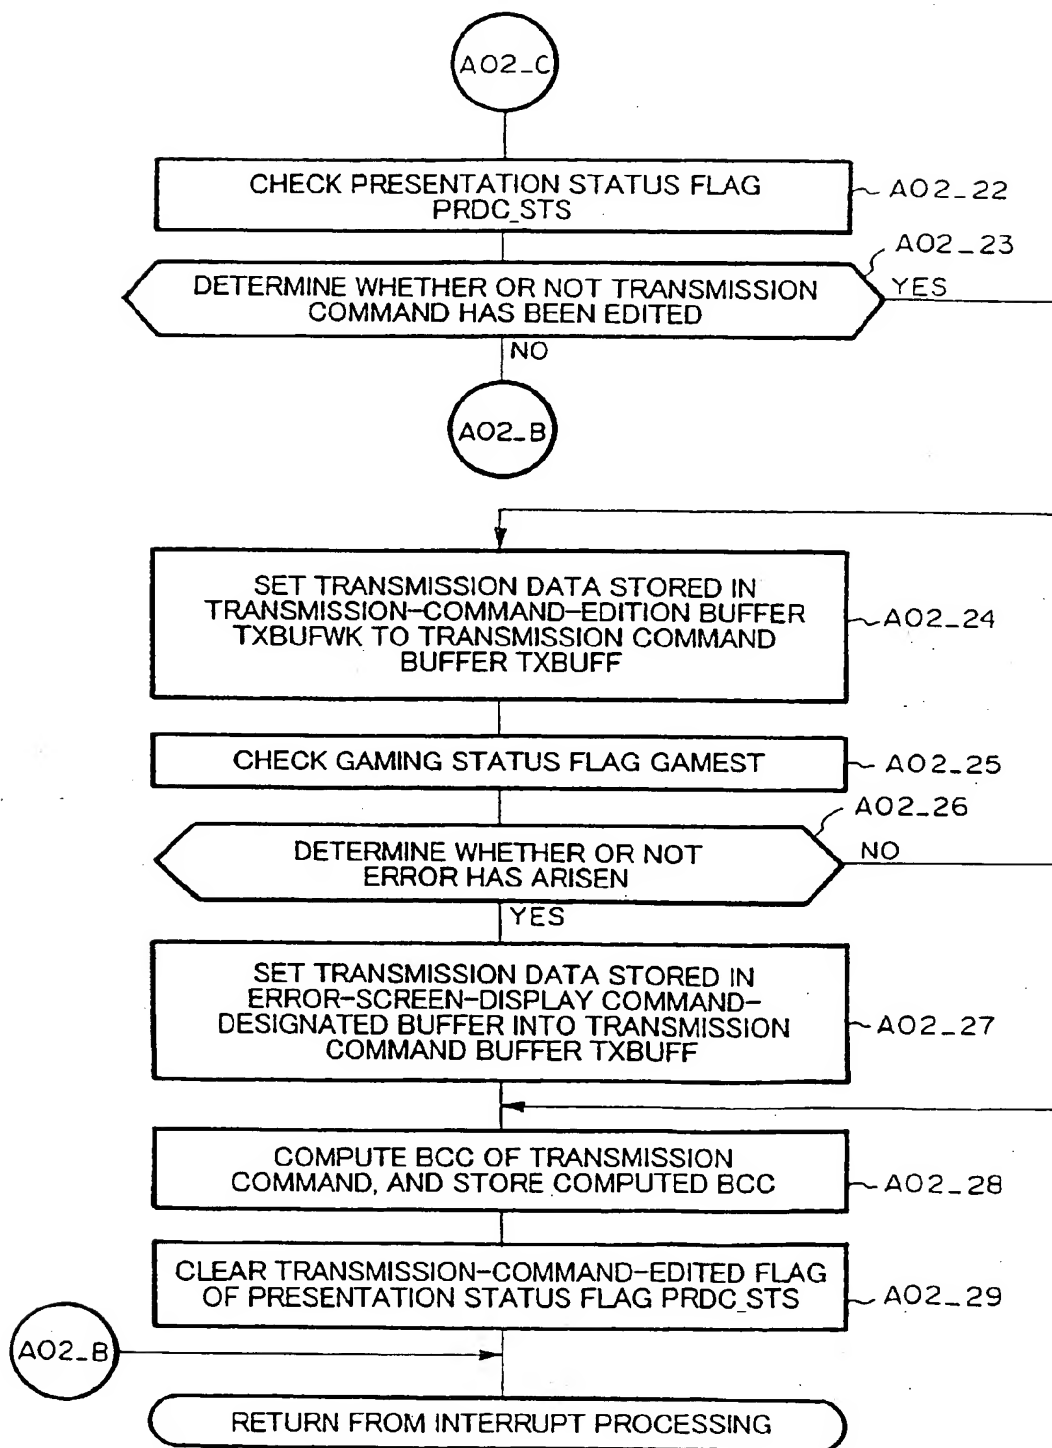 A02_C
CHECK PRESENTATION STATUS FLAG
PRDC_STS
A02_22
A02_23
DETERMINE WHETHER OR NOT TRANSMISSION
COMMAND HAS BEEN EDITED
YES
NO
A02_B
SET TRANSMISSION DATA STORED IN
TRANSMISSION-COMMAND-EDITION BUFFER
TXBUFWK TO TRANSMISSION COMMAND
BUFFER TXBUFF
A02_24
CHECK GAMING STATUS FLAG GAMEST
A02_25
A02_26
DETERMINE WHETHER OR NOT
ERROR HAS ARISEN
NO
YES
SET TRANSMISSION DATA STORED IN
ERROR-SCREEN-DISPLAY COMMAND-
DESIGNATED BUFFER INTO TRANSMISSION
COMMAND BUFFER TXBUFF
A02_27
COMPUTE BCC OF TRANSMISSION
COMMAND, AND STORE COMPUTED BCC
A02_28
CLEAR TRANSMISSION-COMMAND-EDITED FLAG
OF PRESENTATION STATUS FLAG PRDC_STS
A02_29
A02_B
RETURN FROM INTERRUPT PROCESSING